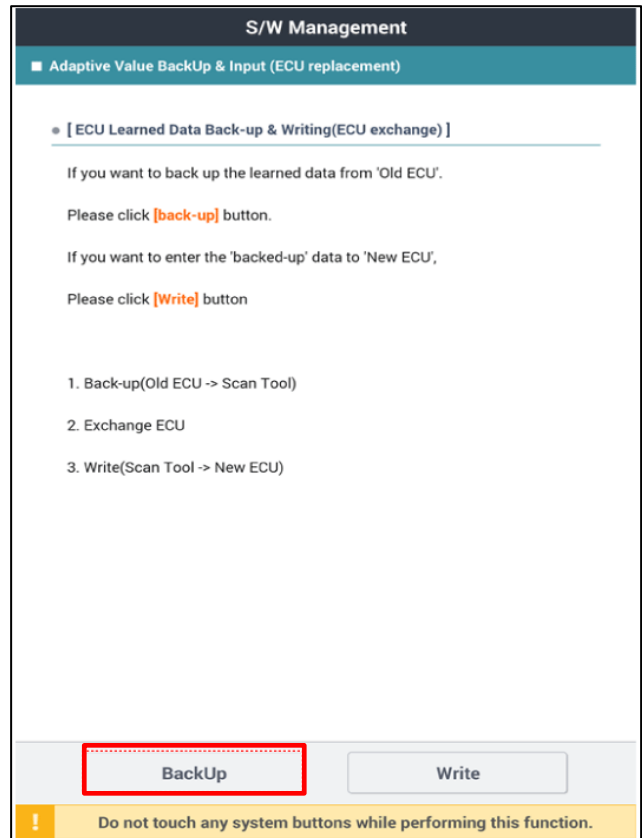 S/W Management
Adaptive Value BackUp & Input (ECU replacement)
[ ECU Learned Data Back-up & Writing(ECU exchange) ]
If you want to back up the learned data from 'Old ECU'.
Please click [back-up] button.
If you want to enter the 'backed-up' data to 'New ECU',
Please click [Write] button
1. Back-up(Old ECU -> Scan Tool)
2. Exchange ECU
3. Write(Scan Tool -> New ECU)
BackUp
Write
! Do not touch any system buttons while performing this function.